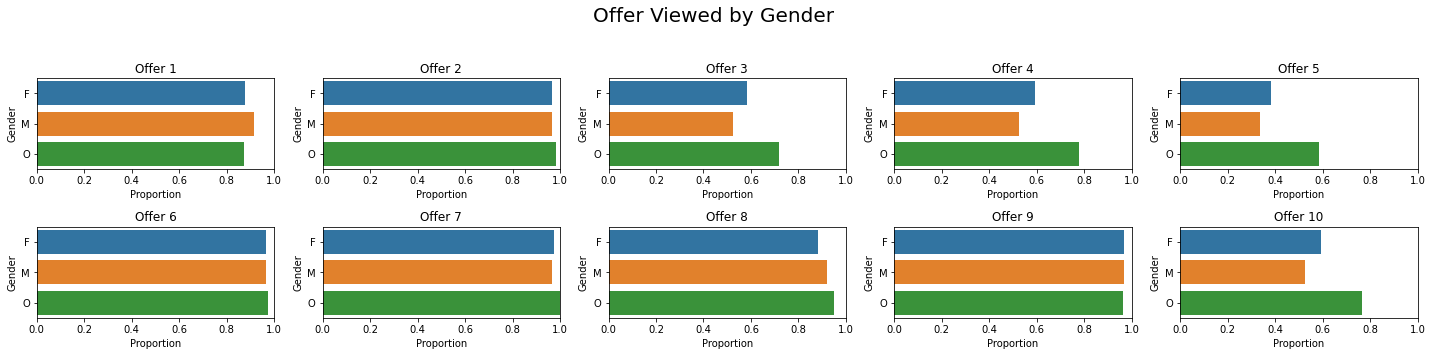 Offer Viewed by Gender
Offer 1
Gender
F
M
O
0.0 0.2 0.4 0.6 0.8 1.0
Proportion
Offer 2
Gender
F
M
O
0.0 0.2 0.4 0.6 0.8 1.0
Proportion
Offer 3
Gender
F
M
O
0.0 0.2 0.4 0.6 0.8 1.0
Proportion
Offer 4
Gender
F
M
O
0.0 0.2 0.4 0.6 0.8 1.0
Proportion
Offer 5
Gender
F
M
O
0.0 0.2 0.4 0.6 0.8 1.0
Proportion
Offer 6
Gender
F
M
O
0.0 0.2 0.4 0.6 0.8 1.0
Proportion
Offer 7
Gender
F
M
O
0.0 0.2 0.4 0.6 0.8 1.0
Proportion
Offer 8
Gender
F
M
O
0.0 0.2 0.4 0.6 0.8 1.0
Proportion
Offer 9
Gender
F
M
O
0.0 0.2 0.4 0.6 0.8 1.0
Proportion
Offer 10
Gender
F
M
O
0.0 0.2 0.4 0.6 0.8 1.0
Proportion